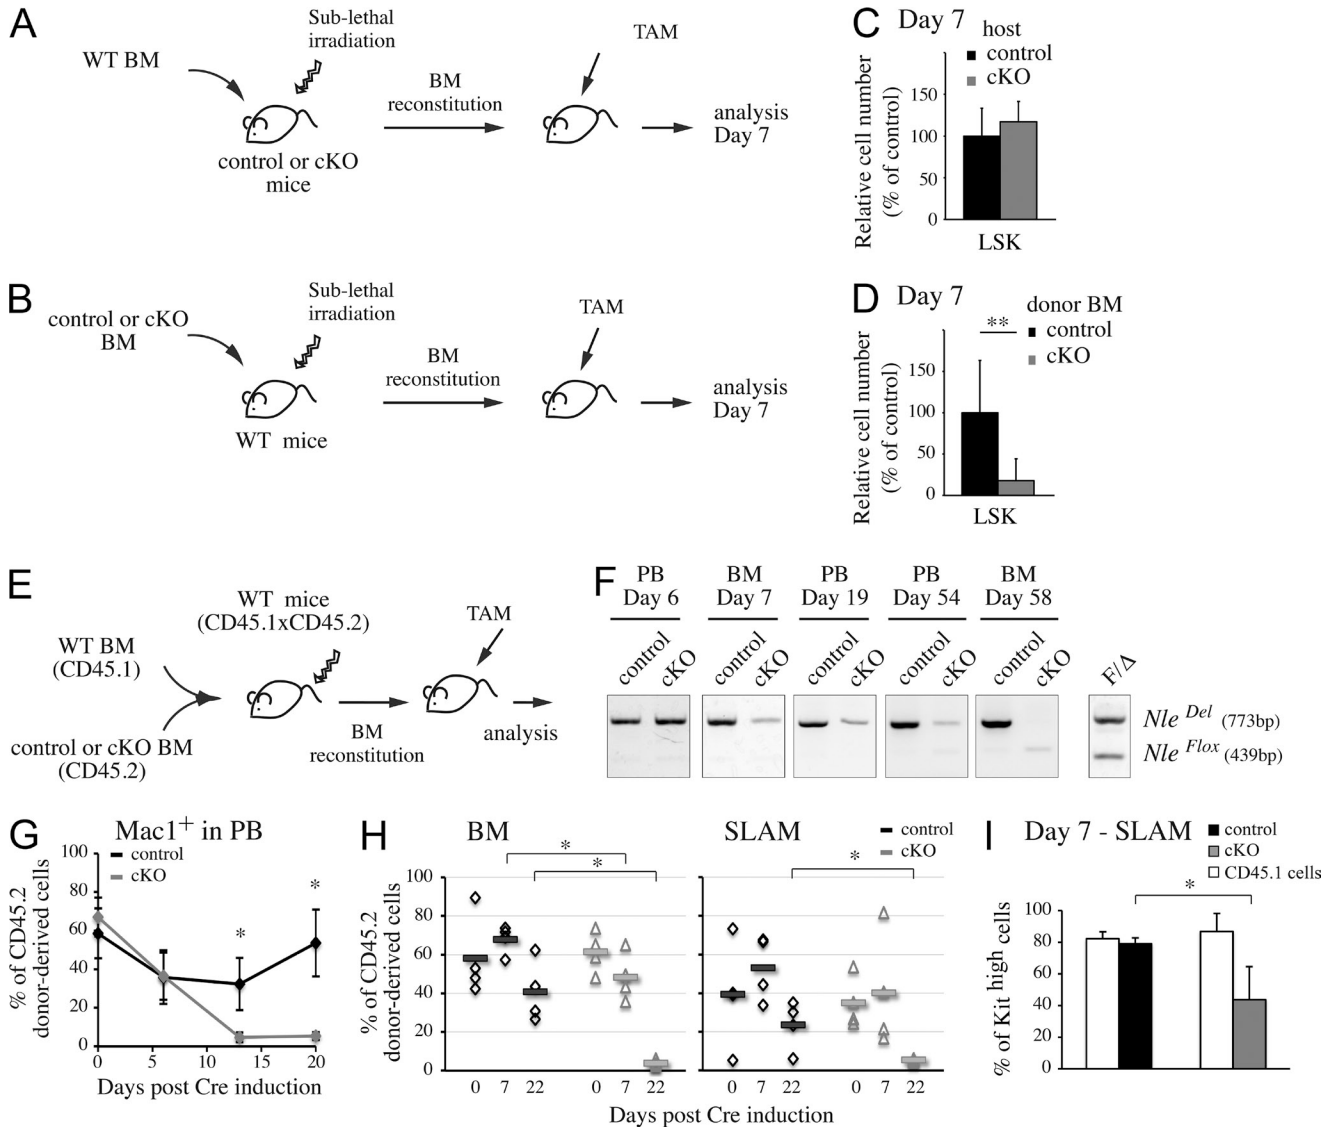 A
Sub-lethal
irradiation
WT BM
control or cKO
mice
BM
reconstitution
TAM
analysis
Day 7
C Day 7
host
control
cKO
Relative cell number
(% of control)
150
100
50
0
LSK
B
Sub-lethal
irradiation
control or cKO
BM
WT mice
BM
reconstitution
TAM
analysis
Day 7
D Day 7
donor BM
control
cKO
**
Relative cell number
(% of control)
150
100
50
0
LSK
E
WT mice
(CD45.1xCD45.2)
WT BM
(CD45.1)
control or cKO BM
(CD45.2)
BM
reconstitution
TAM
analysis
F
PB
Day 6
BM
Day 7
PB
Day 19
PB
Day 54
BM
Day 58
control
cKO
control
cKO
control
cKO
control
cKO
control
cKO
F/Δ
Nle Del (773bp)
Nle Flox (439bp)
G Mac1+ in PB
control
cKO
% of CD45.2
donor-derived cells
100
80
60
40
20
0
* *
0 5 10 15 20
Days post Cre induction
H BM SLAM
control
cKO
* * *
% of CD45.2
donor-derived cells
100
80
60
40
20
0
0 7 22 0 7 22 0 7 22 0 7 22
Days post Cre induction
I Day 7 - SLAM
control
cKO
CD45.1 cells
*
% of Kit high cells
100
80
60
40
20
0